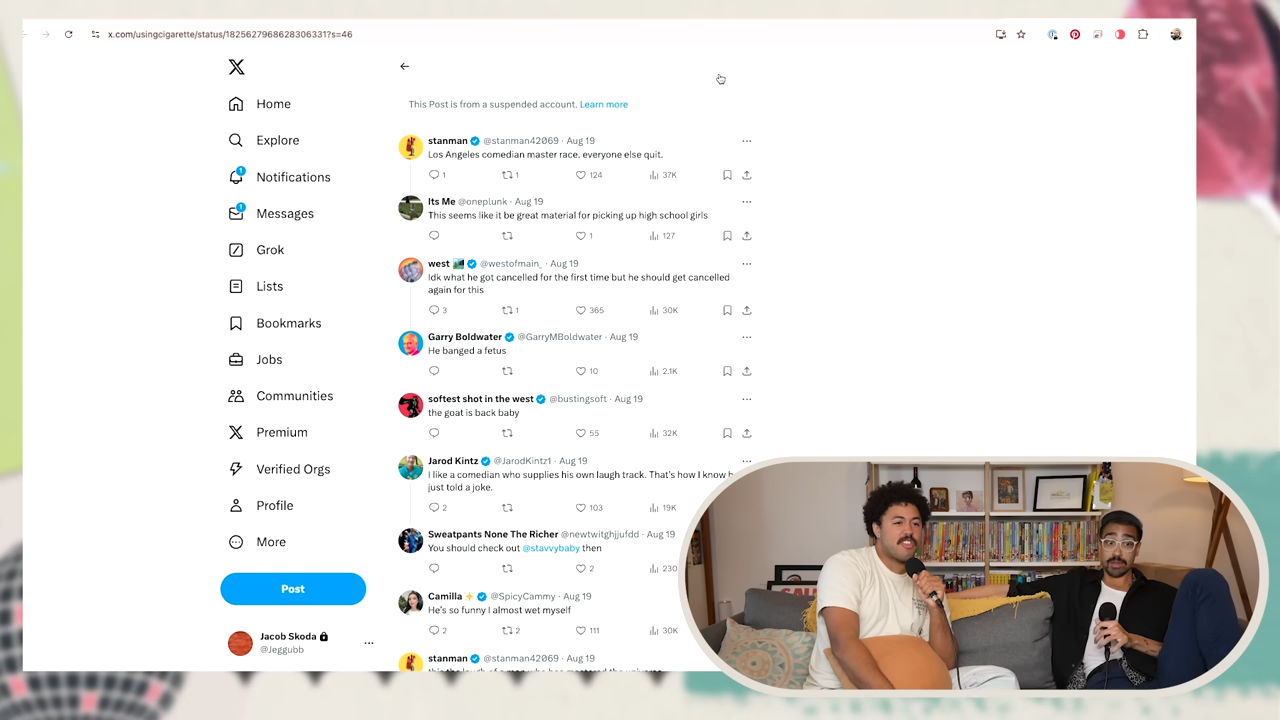 x.com/usingcigarette/status/1825627968628306331?s=46
This Post is from a suspended account. Learn more
Home
Explore
1
Notifications
1
Messages
Grok
Lists
Bookmarks
Jobs
Communities
Premium
Verified Orgs
Profile
More
Post
Jacob Skoda
@Jeggubb
stanman @stanman42069 · Aug 19
Los Angeles comedian master race. everyone else quit.
1 1 124 37K
Its Me @oneplunk · Aug 19
This seems like it be great material for picking up high school girls
1 127
west @westofmain_ · Aug 19
Idk what he got cancelled for the first time but he should get cancelled
again for this
3 1 365 30K
Garry Boldwater @GarryMBoldwater · Aug 19
He banged a fetus
10 2.1K
softest shot in the west @bustingsoft · Aug 19
the goat is back baby
55 32K
Jarod Kintz @JarodKintz1 · Aug 19
I like a comedian who supplies his own laugh track. That's how I know
just told a joke.
2 103 19K
Sweatpants None The Richer @newtwitghjjufdd · Aug 19
You should check out @stavvybaby then
2 230
Camilla @SpicyCammy · Aug 19
He's so funny I almost wet myself
2 2 111 30K
stanman @stanman42069 · Aug 19